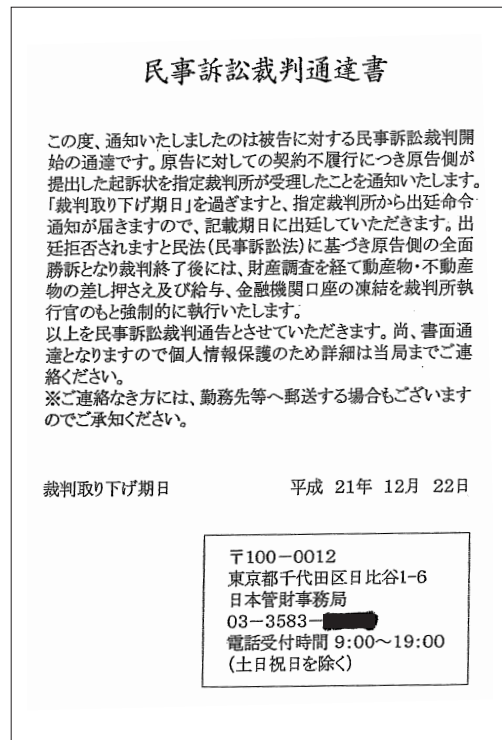 民事訴訟裁判通達書
この度、通知いたしましたのは被告に対する民事訴訟裁判開
始の通達です。原告に対しての契約不履行につき原告側が
提出した起訴状を指定裁判所が受理したことを通知いたします。
「裁判取り下げ期日」を過ぎますと、指定裁判所から出廷命令
通知が届きますので、記載期日に出廷していただきます。出
廷拒否されますと民法(民事訴訟法)に基づき原告側の全面
勝訴となり裁判終了後には、財産調査を経て動産物・不動産
物の差し押さえ及び給与、金融機関口座の凍結を裁判所執
行官のもと強制的に執行いたします。
以上を民事訴訟裁判通告とさせていただきます。尚、書面通
達となりますので個人情報保護のため詳細は当局までご連
絡ください。
※ご連絡なき方には、勤務先等へ郵送する場合もございます
のでご承知ください。
裁判取り下げ期日 平成 21年 12月 22日
〒100-0012
東京都千代田区日比谷1-6
日本管財事務局
03-3583-
電話受付時間 9:00～19:00
(土日祝日を除く)